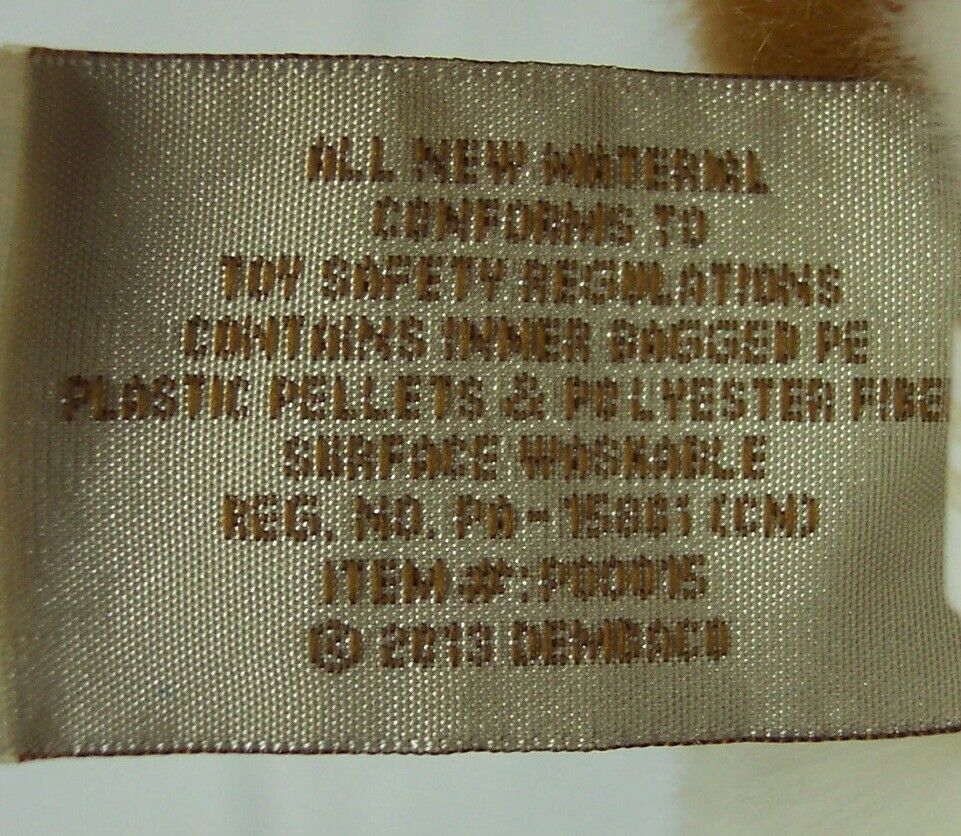 ALL NEW MATERIAL
CONFORMS TO
TOY SAFETY REGULATIONS
CONTAINS INNER BAGGED PE
PLASTIC PELLETS & POLYESTER FIBER
SURFACE WASHABLE
REG. NO. PA-15861 (CN)
ITEM#:P00015
© 2013 DEMDACO